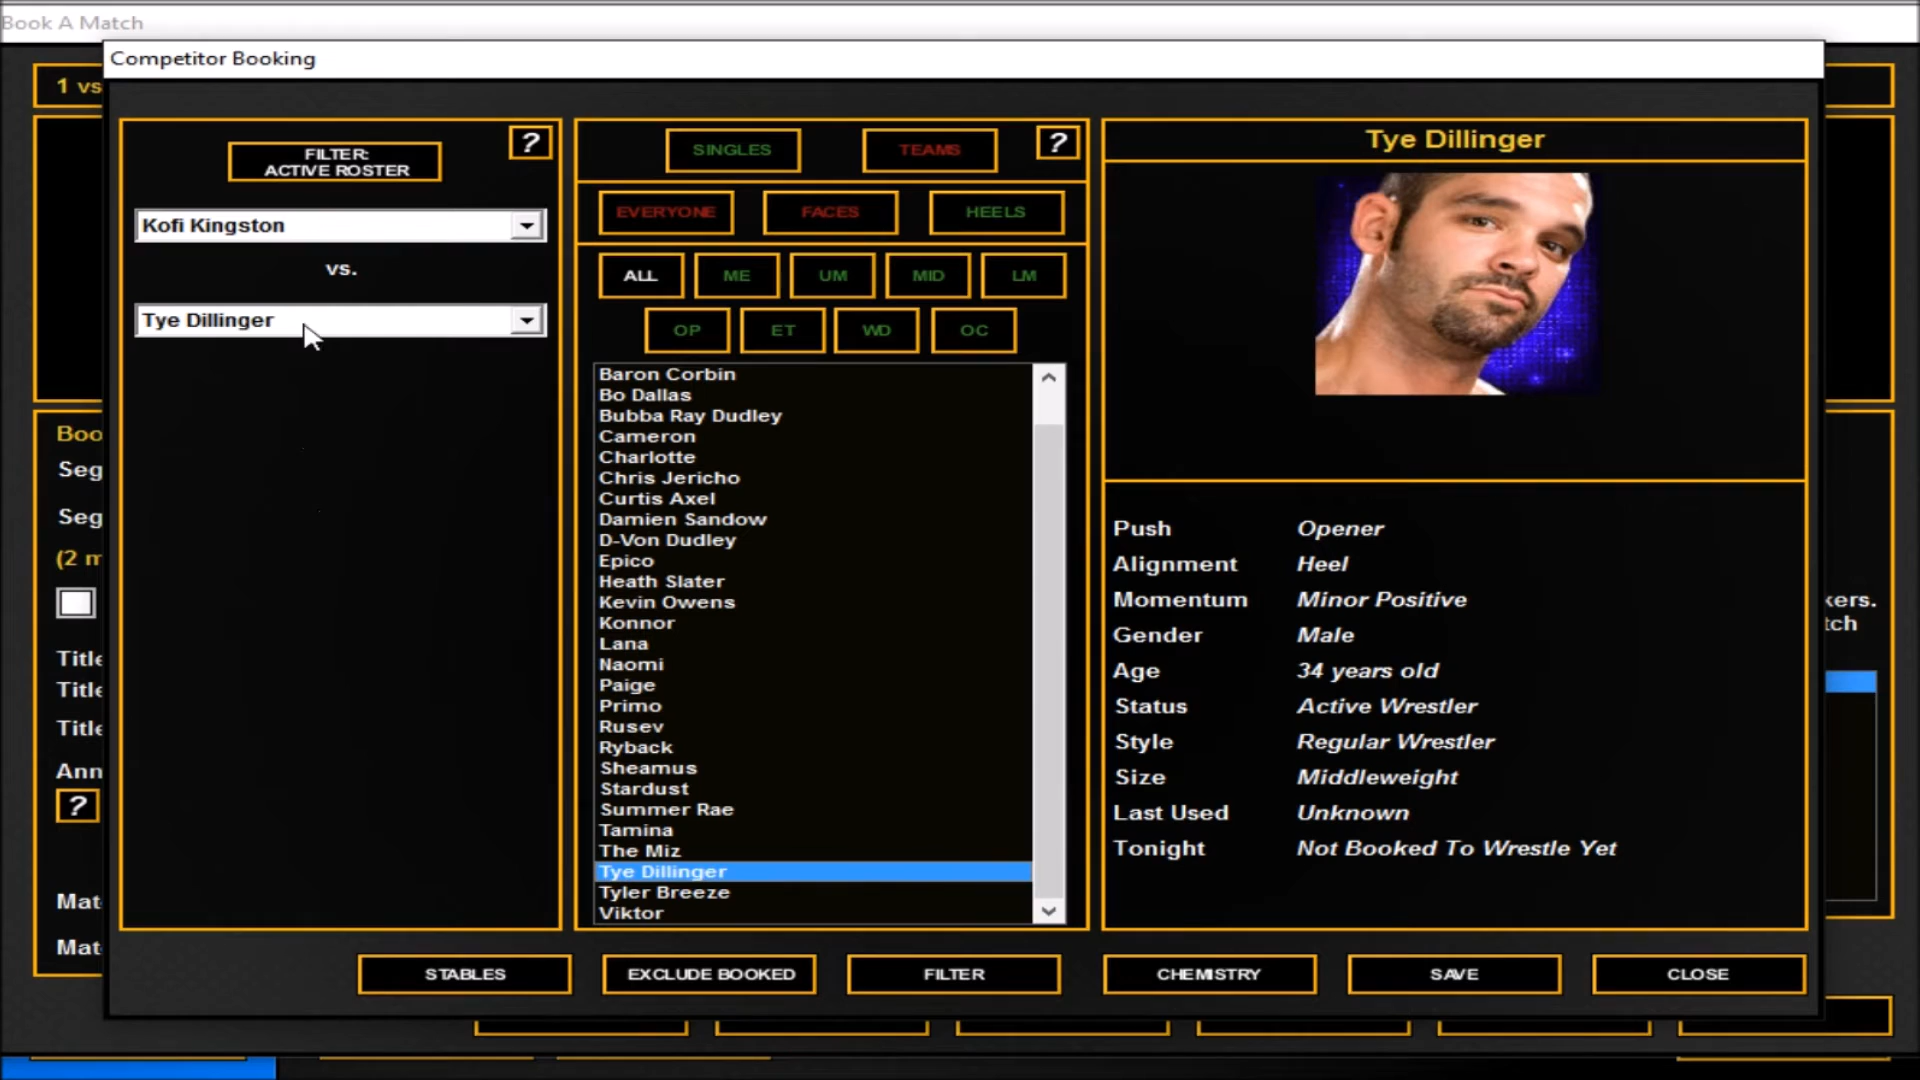 Book A Match
Competitor Booking
1 vs
FILTER:
ACTIVE ROSTER
?
Kofi Kingston
vs.
Tye Dillinger
SINGLES
TEAMS
?
EVERYONE
FACES
HEELS
ALL
ME
UM
MID
LM
OP
ET
WD
OC
Baron Corbin
Bo Dallas
Bubba Ray Dudley
Cameron
Charlotte
Chris Jericho
Curtis Axel
Damien Sandow
D-Von Dudley
Epico
Heath Slater
Kevin Owens
Konnor
Lana
Naomi
Paige
Primo
Rusev
Ryback
Sheamus
Stardust
Summer Rae
Tamina
The Miz
Tye Dillinger
Tyler Breeze
Viktor
Tye Dillinger
Push Opener
Alignment Heel
Momentum Minor Positive
Gender Male
Age 34 years old
Status Active Wrestler
Style Regular Wrestler
Size Middleweight
Last Used Unknown
Tonight Not Booked To Wrestle Yet
Boo
Seg
Seg
(2 m
Title
Title
Title
Ann
?
Mat
Mat
kers.
tch
STABLES
EXCLUDE BOOKED
FILTER
CHEMISTRY
SAVE
CLOSE